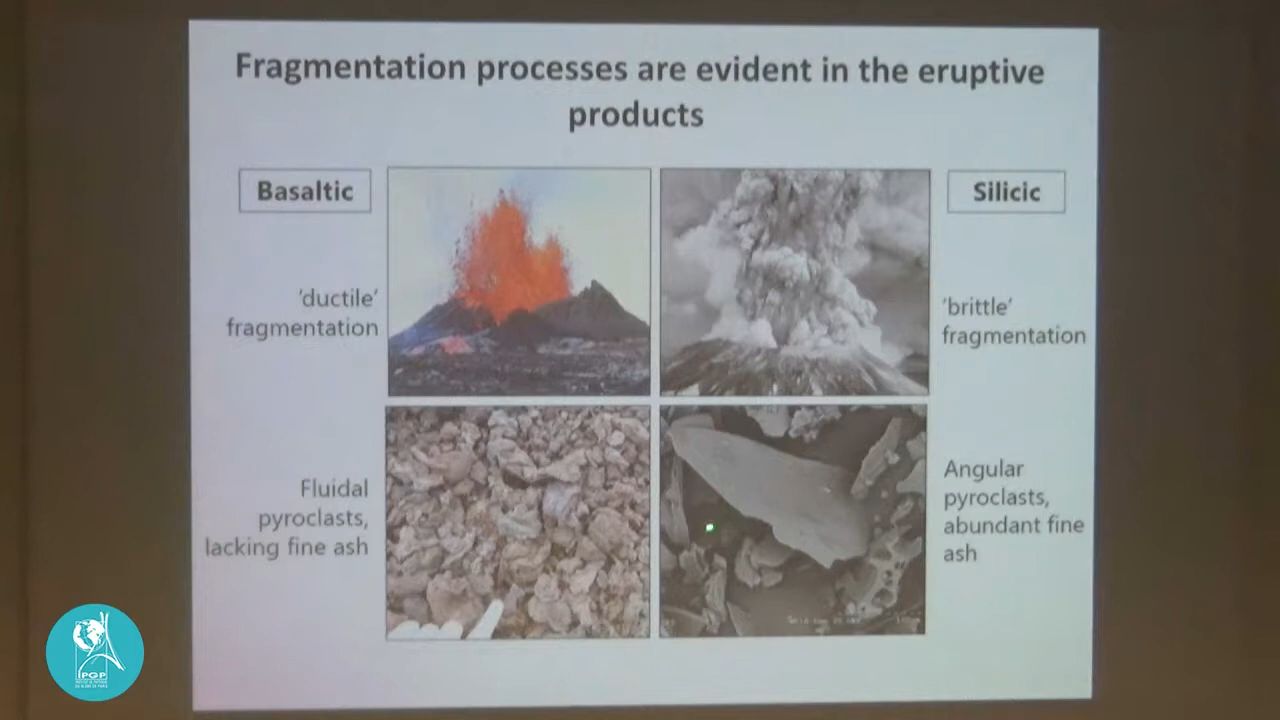 Fragmentation processes are evident in the eruptive
products
Basaltic
Silicic
'ductile'
fragmentation
'brittle'
fragmentation
Fluidal
pyroclasts,
lacking fine ash
Angular
pyroclasts,
abundant fine
ash
IPGP